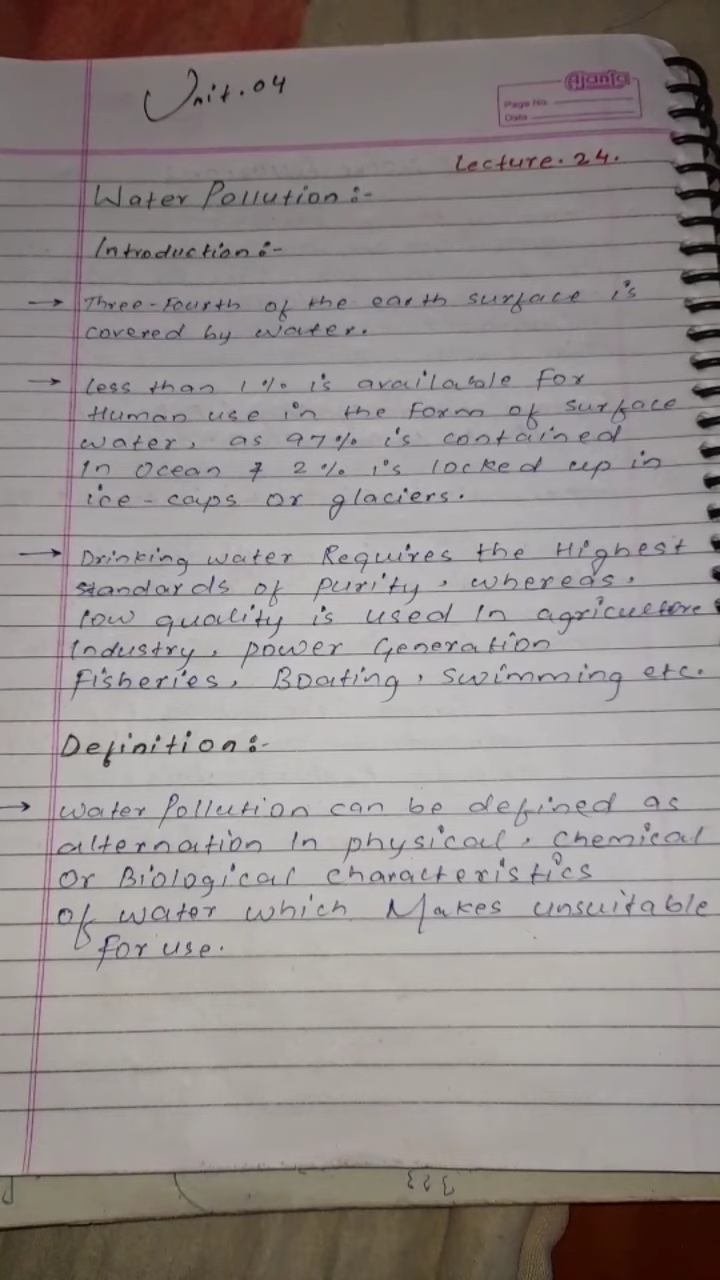 Unit.04
Ajanta
Page No.
Date
Lecture. 24.
Water Pollution:-
Introduction:-
→ Three-Fourth of the earth surface is
covered by water.
→ Less than 1% is available for
Human use in the form of surface
water, as 97% is contained
In Ocean & 2% is locked up in
ice-caps or glaciers.
→ Drinking water Requires the Highest
standards of purity, whereas,
low quality is used In agriculture
Industry, power Generation
Fisheries, Boating, swimming etc.
Definition:-
→ water Pollution can be defined as
alternation In physical, chemical
Or Biological characteristics
Of water which Makes unsuitable
for use.
323